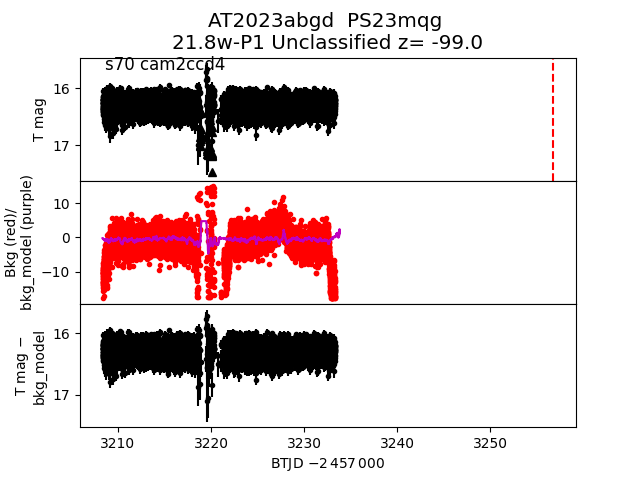 AT2023abgd  PS23mqg
21.8w-P1 Unclassified z= -99.0
s70 cam2ccd4
16
17
T mag
10
0
−10
Bkg (red)/
bkg_model (purple)
16
17
T mag −
bkg_model
3210
3220
3230
3240
3250
BTJD −2 457 000